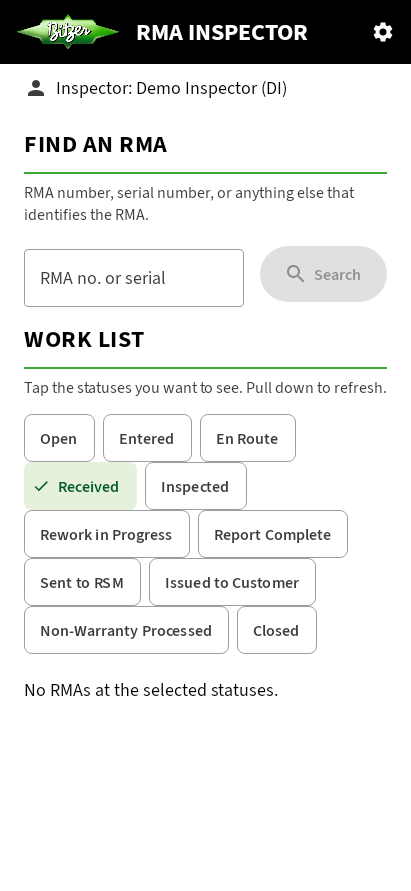 Bitzer
RMA INSPECTOR
Inspector: Demo Inspector (DI)
FIND AN RMA
RMA number, serial number, or anything else that
identifies the RMA.
RMA no. or serial
Search
WORK LIST
Tap the statuses you want to see. Pull down to refresh.
Open
Entered
En Route
Received
Inspected
Rework in Progress
Report Complete
Sent to RSM
Issued to Customer
Non-Warranty Processed
Closed
No RMAs at the selected statuses.